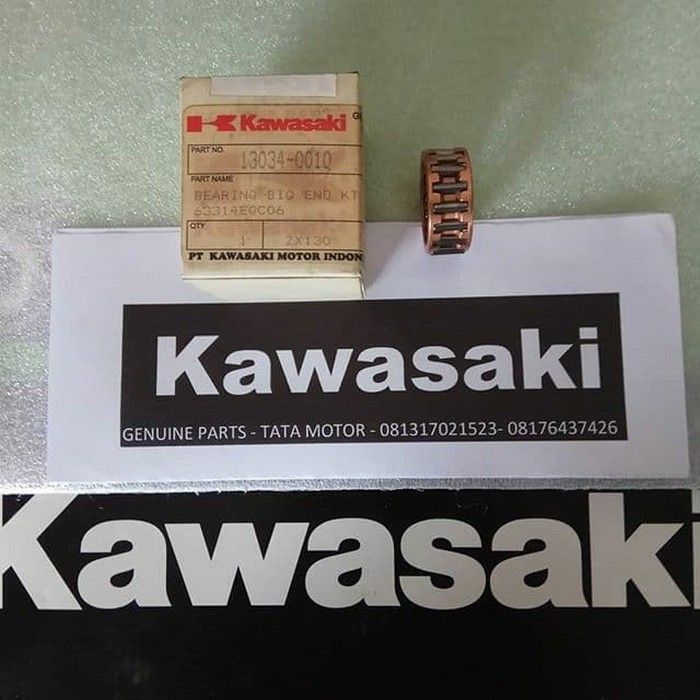 Kawasaki G
PART NO.
13034-0010
PART NAME
BEARING BIG END KT
63314EQC06
QTY
1 ZX130
PT KAWASAKI MOTOR INDON
Kawasaki
GENUINE PARTS - TATA MOTOR - 081317021523- 08176437426
Kawasaki